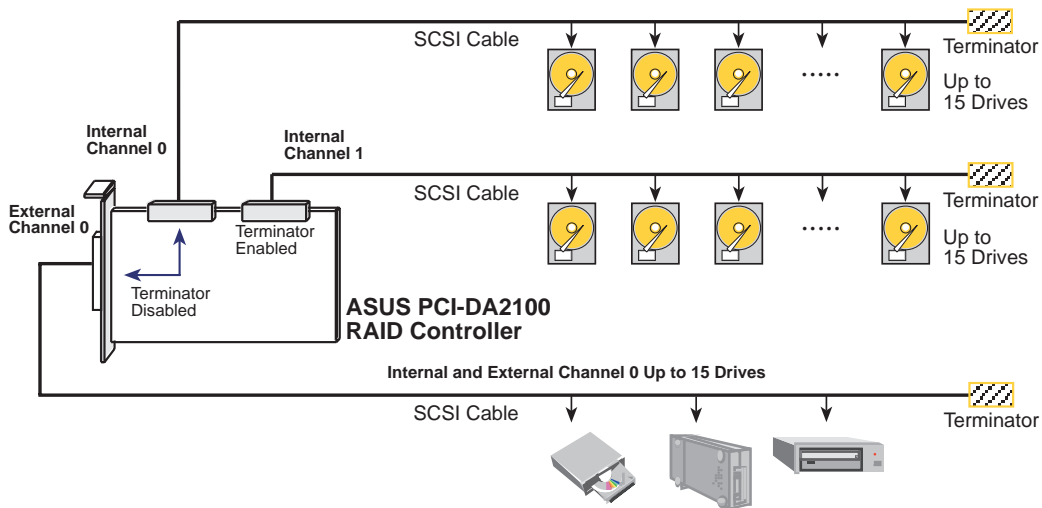 SCSI Cable
Terminator
.....
Up to
15 Drives
Internal
Channel 0
Internal
Channel 1
SCSI Cable
Terminator
.....
Up to
15 Drives
External
Channel 0
Terminator
Enabled
Terminator
Disabled
ASUS PCI-DA2100
RAID Controller
Internal and External Channel 0 Up to 15 Drives
SCSI Cable
Terminator